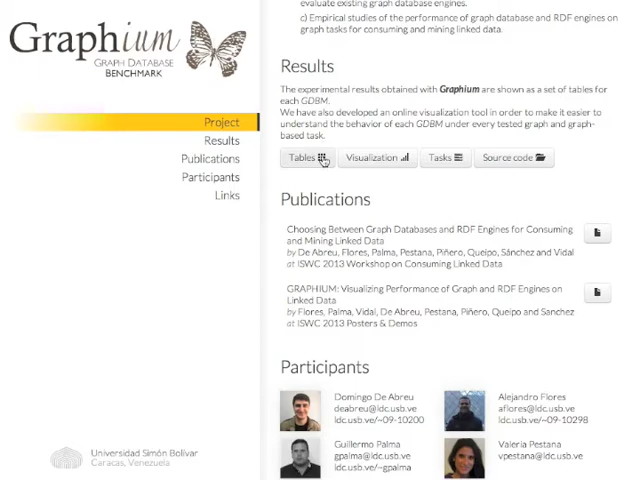 Graphium
GRAPH DATABASE
BENCHMARK
Project
Results
Publications
Participants
Links
Universidad Simón Bolívar
Caracas, Venezuela
evaluate existing graph database engines.
c) Empirical studies of the performance of graph database and RDF engines on
graph tasks for consuming and mining linked data.
Results
The experimental results obtained with Graphium are shown as a set of tables for
each GDBM.
We have also developed an online visualization tool in order to make it easier to
understand the behavior of each GDBM under every tested graph and graph-
based task.
Tables Visualization Tasks Source code
Publications
Choosing Between Graph Databases and RDF Engines for Consuming
and Mining Linked Data
by De Abreu, Flores, Palma, Pestana, Piñero, Queipo, Sánchez and Vidal
at ISWC 2013 Workshop on Consuming Linked Data
GRAPHIUM: Visualizing Performance of Graph and RDF Engines on
Linked Data
by Flores, Palma, Vidal, De Abreu, Pestana, Piñero, Queipo and Sanchez
at ISWC 2013 Posters & Demos
Participants
Domingo De Abreu
deabreu@ldc.usb.ve
ldc.usb.ve/~09-10200
Alejandro Flores
aflores@ldc.usb.ve
ldc.usb.ve/~09-10298
Guillermo Palma
gpalma@ldc.usb.ve
ldc.usb.ve/~gpalma
Valeria Pestana
vpestana@ldc.usb.ve